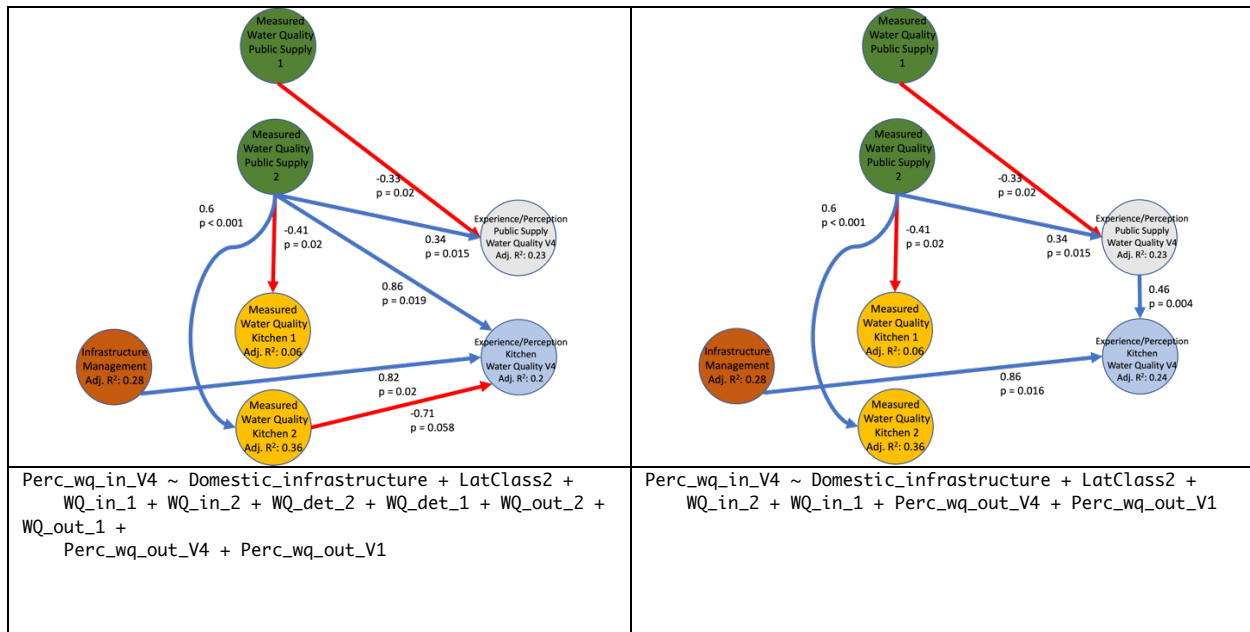 Measured
Water Quality
Public Supply
1
Measured
Water Quality
Public Supply
2
-0.33
p = 0.02
0.6
p < 0.001
-0.41
p = 0.02
0.34
p = 0.015
Experience/Perception
Public Supply
Water Quality V4
Adj. R²: 0.23
0.86
p = 0.019
Measured
Water Quality
Kitchen 1
Adj. R²: 0.06
Infrastructure
Management
Adj. R²: 0.28
Experience/Perception
Kitchen
Water Quality V4
Adj. R²: 0.2
0.82
p = 0.02
-0.71
p = 0.058
Measured
Water Quality
Kitchen 2
Adj. R²: 0.36
Perc_wq_in_V4 ~ Domestic_infrastructure + LatClass2 +
WQ_in_1 + WQ_in_2 + WQ_det_2 + WQ_det_1 + WQ_out_2 +
WQ_out_1 +
Perc_wq_out_V4 + Perc_wq_out_V1
Measured
Water Quality
Public Supply
1
Measured
Water Quality
Public Supply
2
-0.33
p = 0.02
0.6
p < 0.001
-0.41
p = 0.02
0.34
p = 0.015
Experience/Perception
Public Supply
Water Quality V4
Adj. R²: 0.23
0.46
p = 0.004
Measured
Water Quality
Kitchen 1
Adj. R²: 0.06
Infrastructure
Management
Adj. R²: 0.28
Experience/Perception
Kitchen
Water Quality V4
Adj. R²: 0.24
0.86
p = 0.016
Measured
Water Quality
Kitchen 2
Adj. R²: 0.36
Perc_wq_in_V4 ~ Domestic_infrastructure + LatClass2 +
WQ_in_2 + WQ_in_1 + Perc_wq_out_V4 + Perc_wq_out_V1